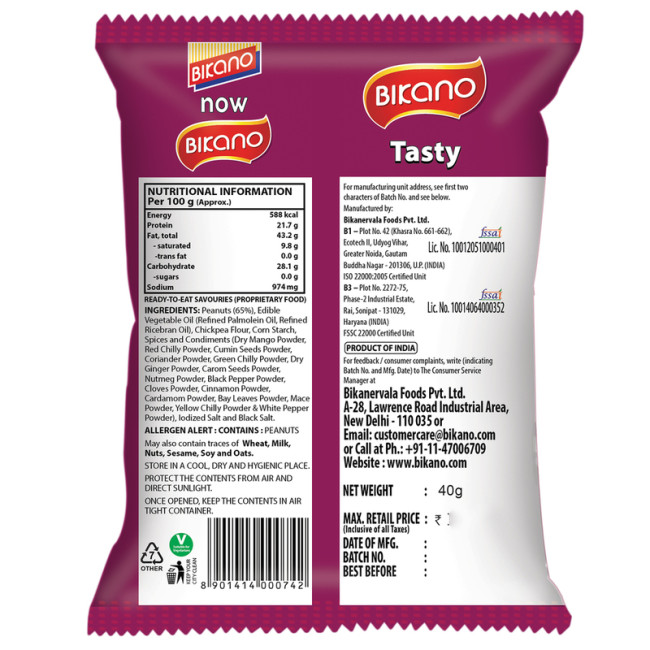 BIKANO
now
BIKANO
NUTRITIONAL INFORMATION
Per 100 g (Approx.)
Energy 588 kcal
Protein 21.7 g
Fat, total 43.2 g
- saturated 9.8 g
-trans fat 0.0 g
Carbohydrate 28.1 g
-sugars 0.0 g
Sodium 974 mg
READY-TO-EAT SAVOURIES (PROPRIETARY FOOD)
INGREDIENTS: Peanuts (65%), Edible
Vegetable Oil (Refined Palmolein Oil, Refined
Ricebran Oil), Chickpea Flour, Corn Starch,
Spices and Condiments (Dry Mango Powder,
Red Chilly Powder, Cumin Seeds Powder,
Coriander Powder, Green Chilly Powder, Dry
Ginger Powder, Carom Seeds Powder,
Nutmeg Powder, Black Pepper Powder,
Cloves Powder, Cinnamon Powder,
Cardamom Powder, Bay Leaves Powder, Mace
Powder, Yellow Chilly Powder & White Pepper
Powder), Iodized Salt and Black Salt.
ALLERGEN ALERT : CONTAINS : PEANUTS
May also contain traces of Wheat, Milk,
Nuts, Sesame, Soy and Oats.
STORE IN A COOL, DRY AND HYGIENIC PLACE.
PROTECT THE CONTENTS FROM AIR AND
DIRECT SUNLIGHT.
ONCE OPENED, KEEP THE CONTENTS IN AIR
TIGHT CONTAINER.
7
OTHER
V
Suitable for
Vegetarians
KEEP YOUR
CITY CLEAN
8 901414 000742
BIKANO
Tasty
For manufacturing unit address, see first two
characters of Batch No. and see below.
Manufactured by:
Bikanervala Foods Pvt. Ltd.
B1 – Plot No. 42 (Khasra No. 661-662),
Ecotech II, Udyog Vihar,
Greater Noida, Gautam
Buddha Nagar - 201306, U.P. (INDIA)
ISO 22000:2005 Certified Unit
fssai
Lic. No. 10012051000401
B3 – Plot No. 2272-75,
Phase-2 Industrial Estate,
Rai, Sonipat - 131029,
Haryana (INDIA)
FSSC 22000 Certified Unit
fssai
Lic. No. 10014064000352
PRODUCT OF INDIA
For feedback / consumer complaints, write (indicating
Batch No. and Mfg. Date) to The Consumer Service
Manager at
Bikanervala Foods Pvt. Ltd.
A-28, Lawrence Road Industrial Area,
New Delhi - 110 035 or
Email: customercare@bikano.com
or Call at Ph.: +91-11-47006709
Website : www.bikano.com
NET WEIGHT : 40g
MAX. RETAIL PRICE : ₹
(Inclusive of all Taxes)
DATE OF MFG. :
BATCH NO. :
BEST BEFORE :